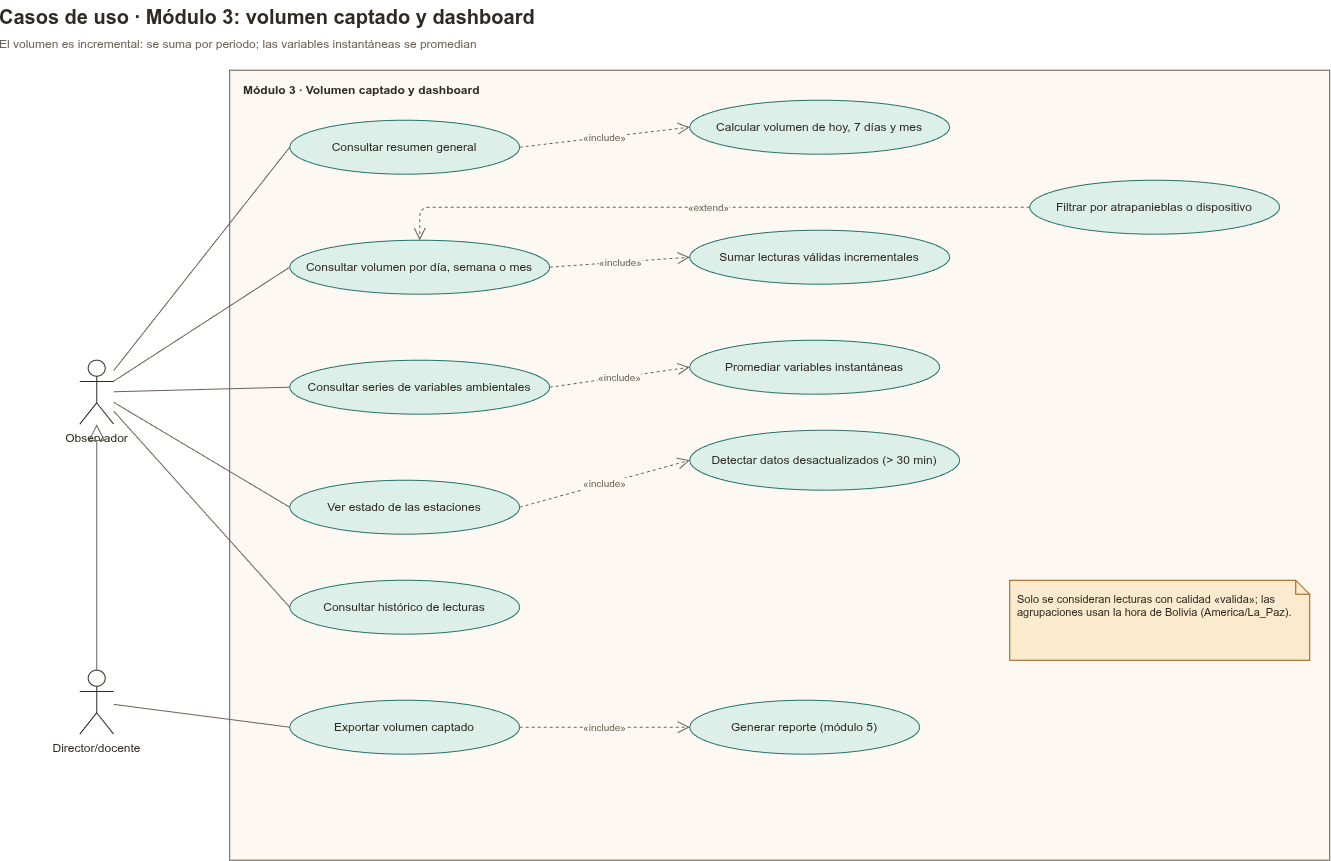 Casos de uso · Módulo 3: volumen captado y dashboard
El volumen es incremental: se suma por periodo; las variables instantáneas se promedian
Módulo 3 · Volumen captado y dashboard
Consultar resumen general
«include»
Calcular volumen de hoy, 7 días y mes
«extend»
Filtrar por atrapanieblas o dispositivo
Consultar volumen por día, semana o mes
«include»
Sumar lecturas válidas incrementales
Consultar series de variables ambientales
«include»
Promediar variables instantáneas
Observador
Detectar datos desactualizados (> 30 min)
«include»
Ver estado de las estaciones
Consultar histórico de lecturas
Solo se consideran lecturas con calidad «valida»; las
agrupaciones usan la hora de Bolivia (America/La_Paz).
Exportar volumen captado
«include»
Generar reporte (módulo 5)
Director/docente